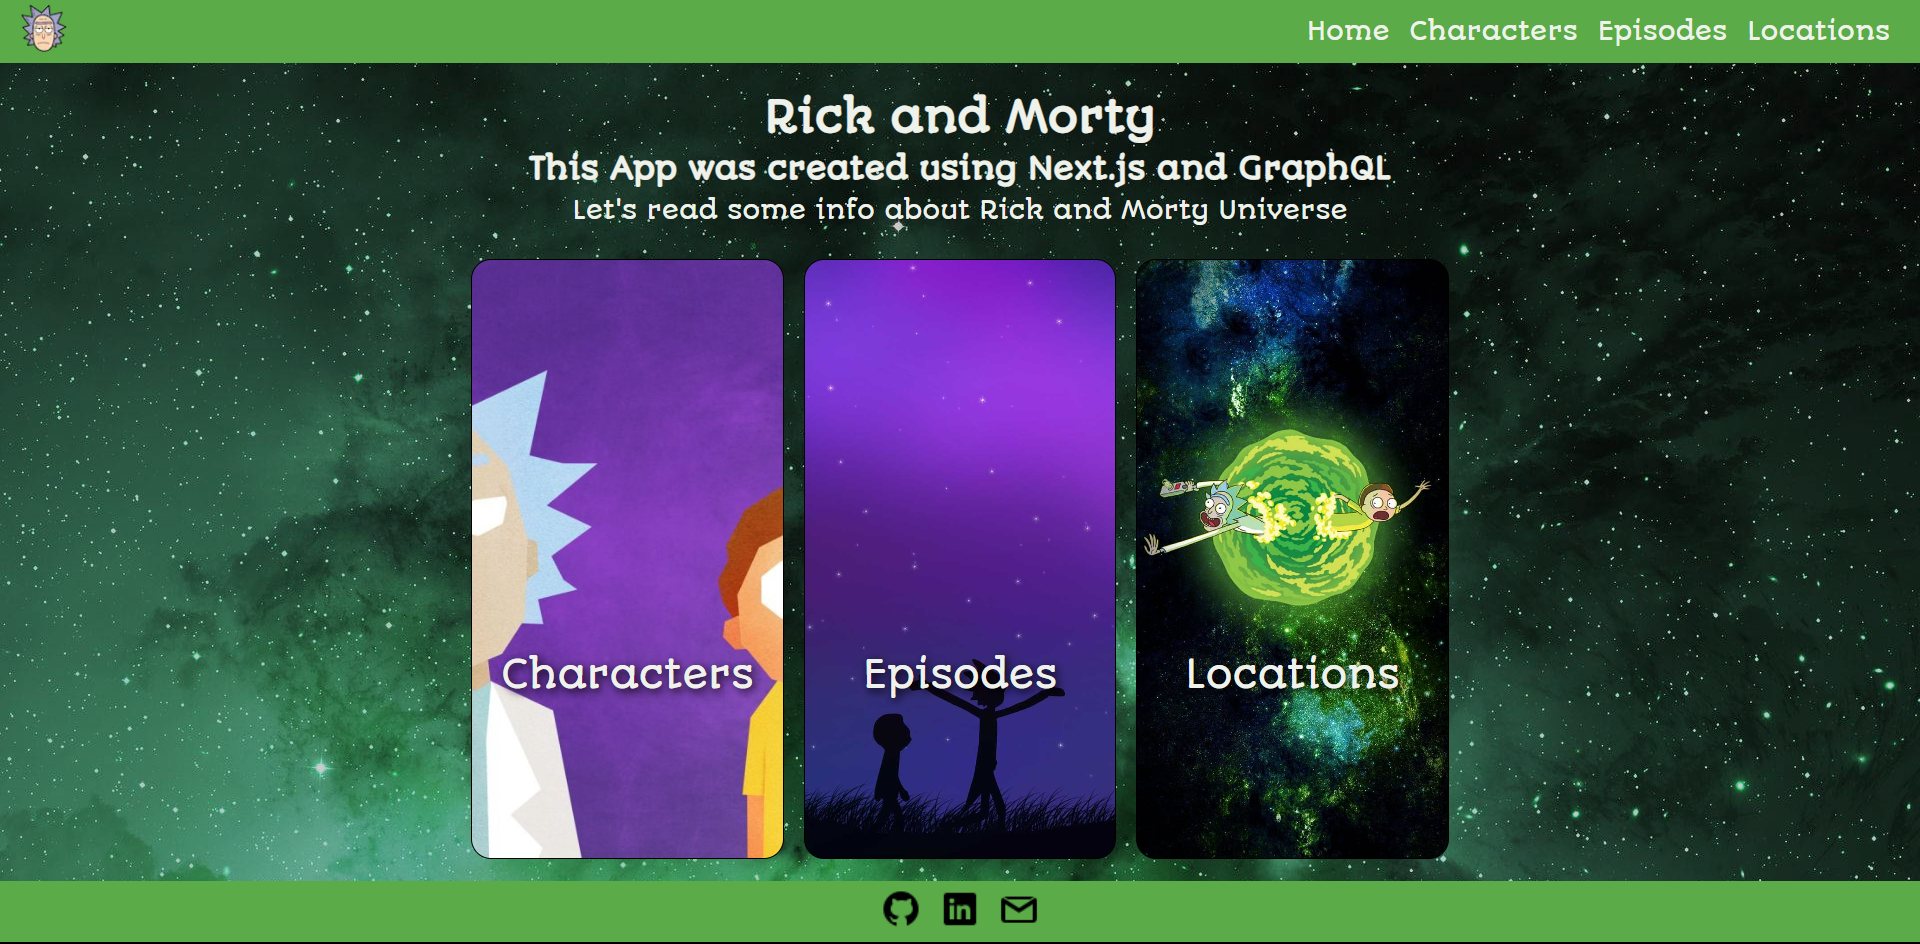 Home Characters Episodes Locations
Rick and Morty
This App was created using Next.js and GraphQL
Let's read some info about Rick and Morty Universe
Characters
Episodes
Locations
in